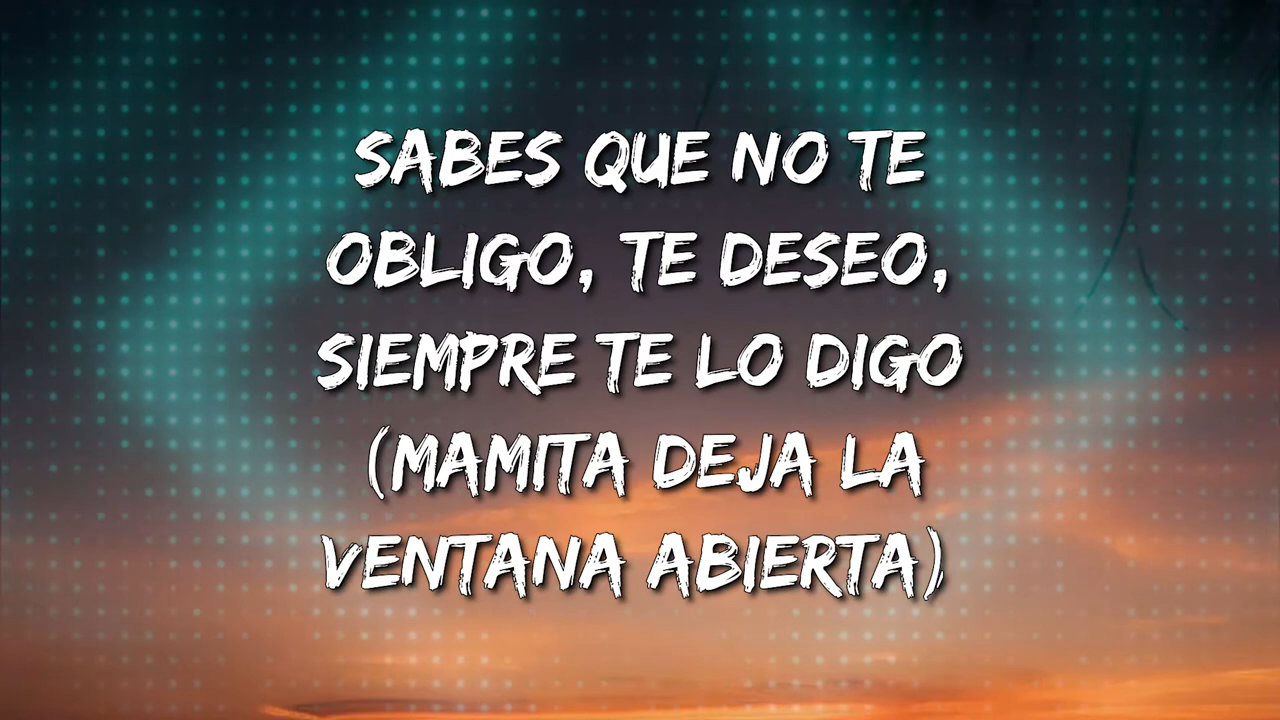 SABES QUE NO TE
OBLIGO, TE DESEO,
SIEMPRE TE LO DIGO
(MAMITA DEJA LA
VENTANA ABIERTA)